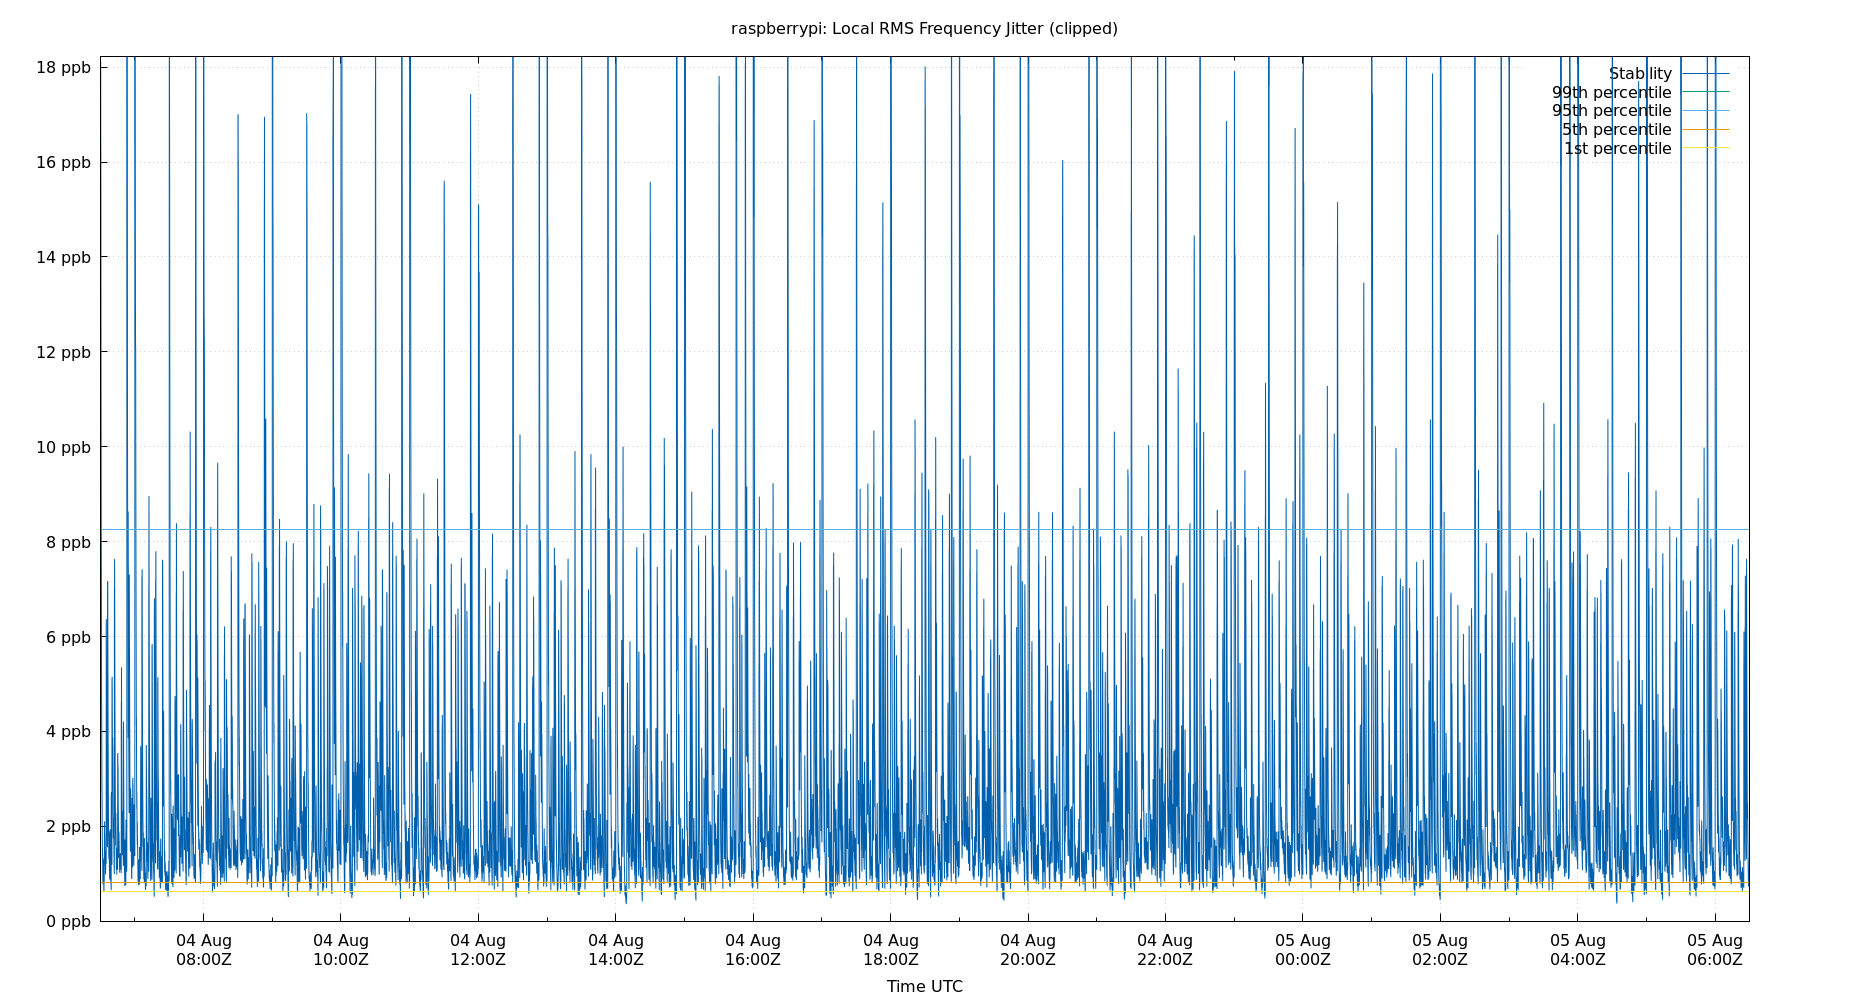 raspberrypi: Local RMS Frequency Jitter (clipped)
18 ppb
16 ppb
14 ppb
12 ppb
10 ppb
8 ppb
6 ppb
4 ppb
2 ppb
0 ppb
Stability
99th percentile
95th percentile
5th percentile
1st percentile
04 Aug 04 Aug 04 Aug 04 Aug 04 Aug 04 Aug 04 Aug 04 Aug 05 Aug 05 Aug 05 Aug 05 Aug
08:00Z 10:00Z 12:00Z 14:00Z 16:00Z 18:00Z 20:00Z 22:00Z 00:00Z 02:00Z 04:00Z 06:00Z
Time UTC